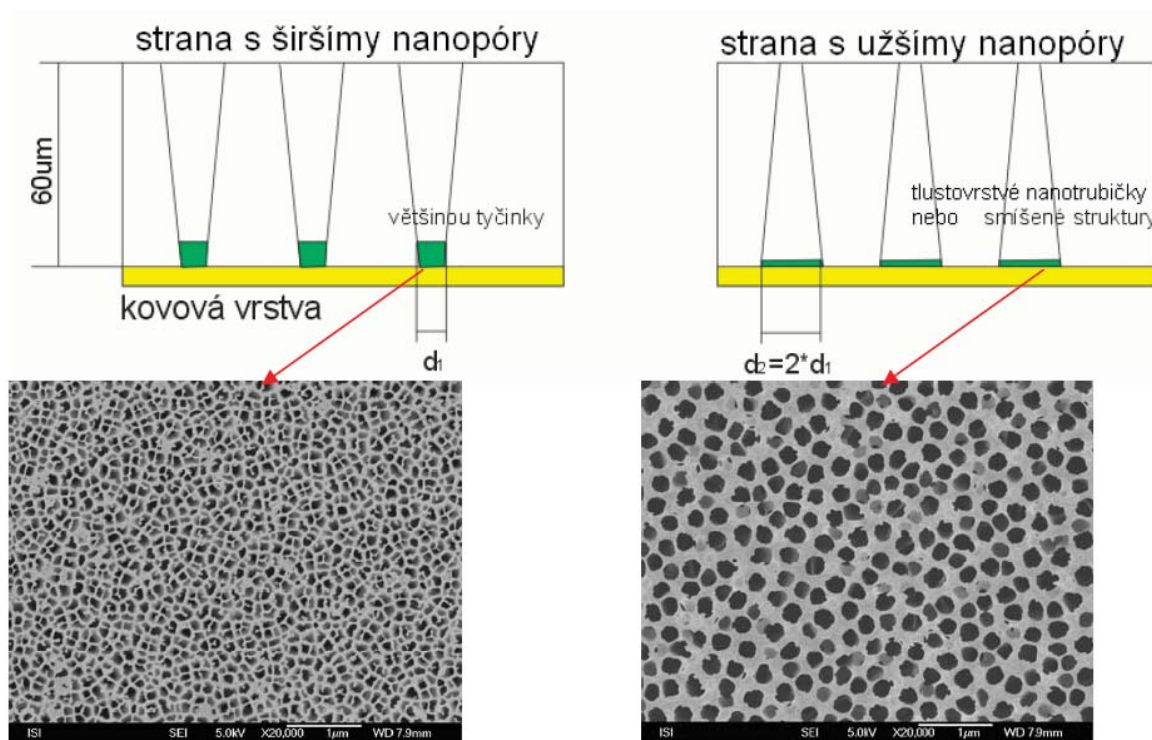 strana s širšímy nanopóry
60um
většinou tyčinky
kovová vrstva
d1
ISI SEI 5.0kV X20,000 1µm WD 7.9mm
strana s užšímy nanopóry
tlustovrstvé nanotrubičky
nebo smíšené struktury
d2=2*d1
ISI SEI 5.0kV X20,000 1µm WD 7.9mm